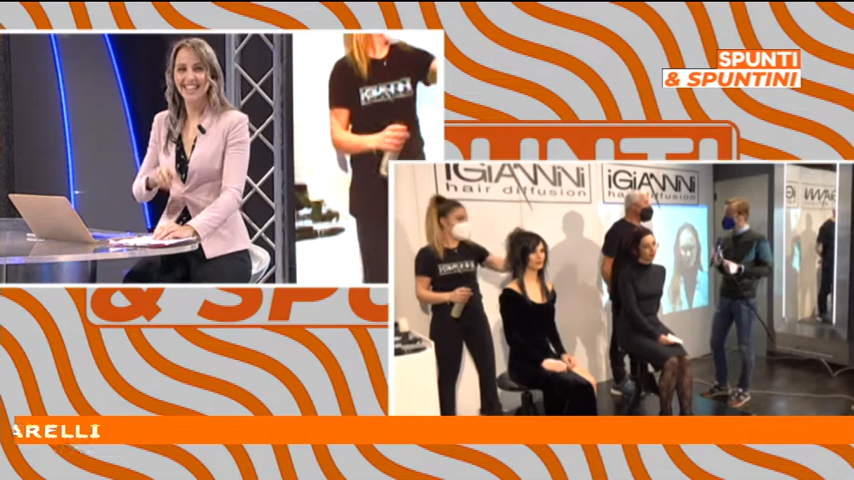 SPUNTI
& SPUNTINI
iGiANNi
hair diffusion
iGiANNi
hair diffusion
ARELLI